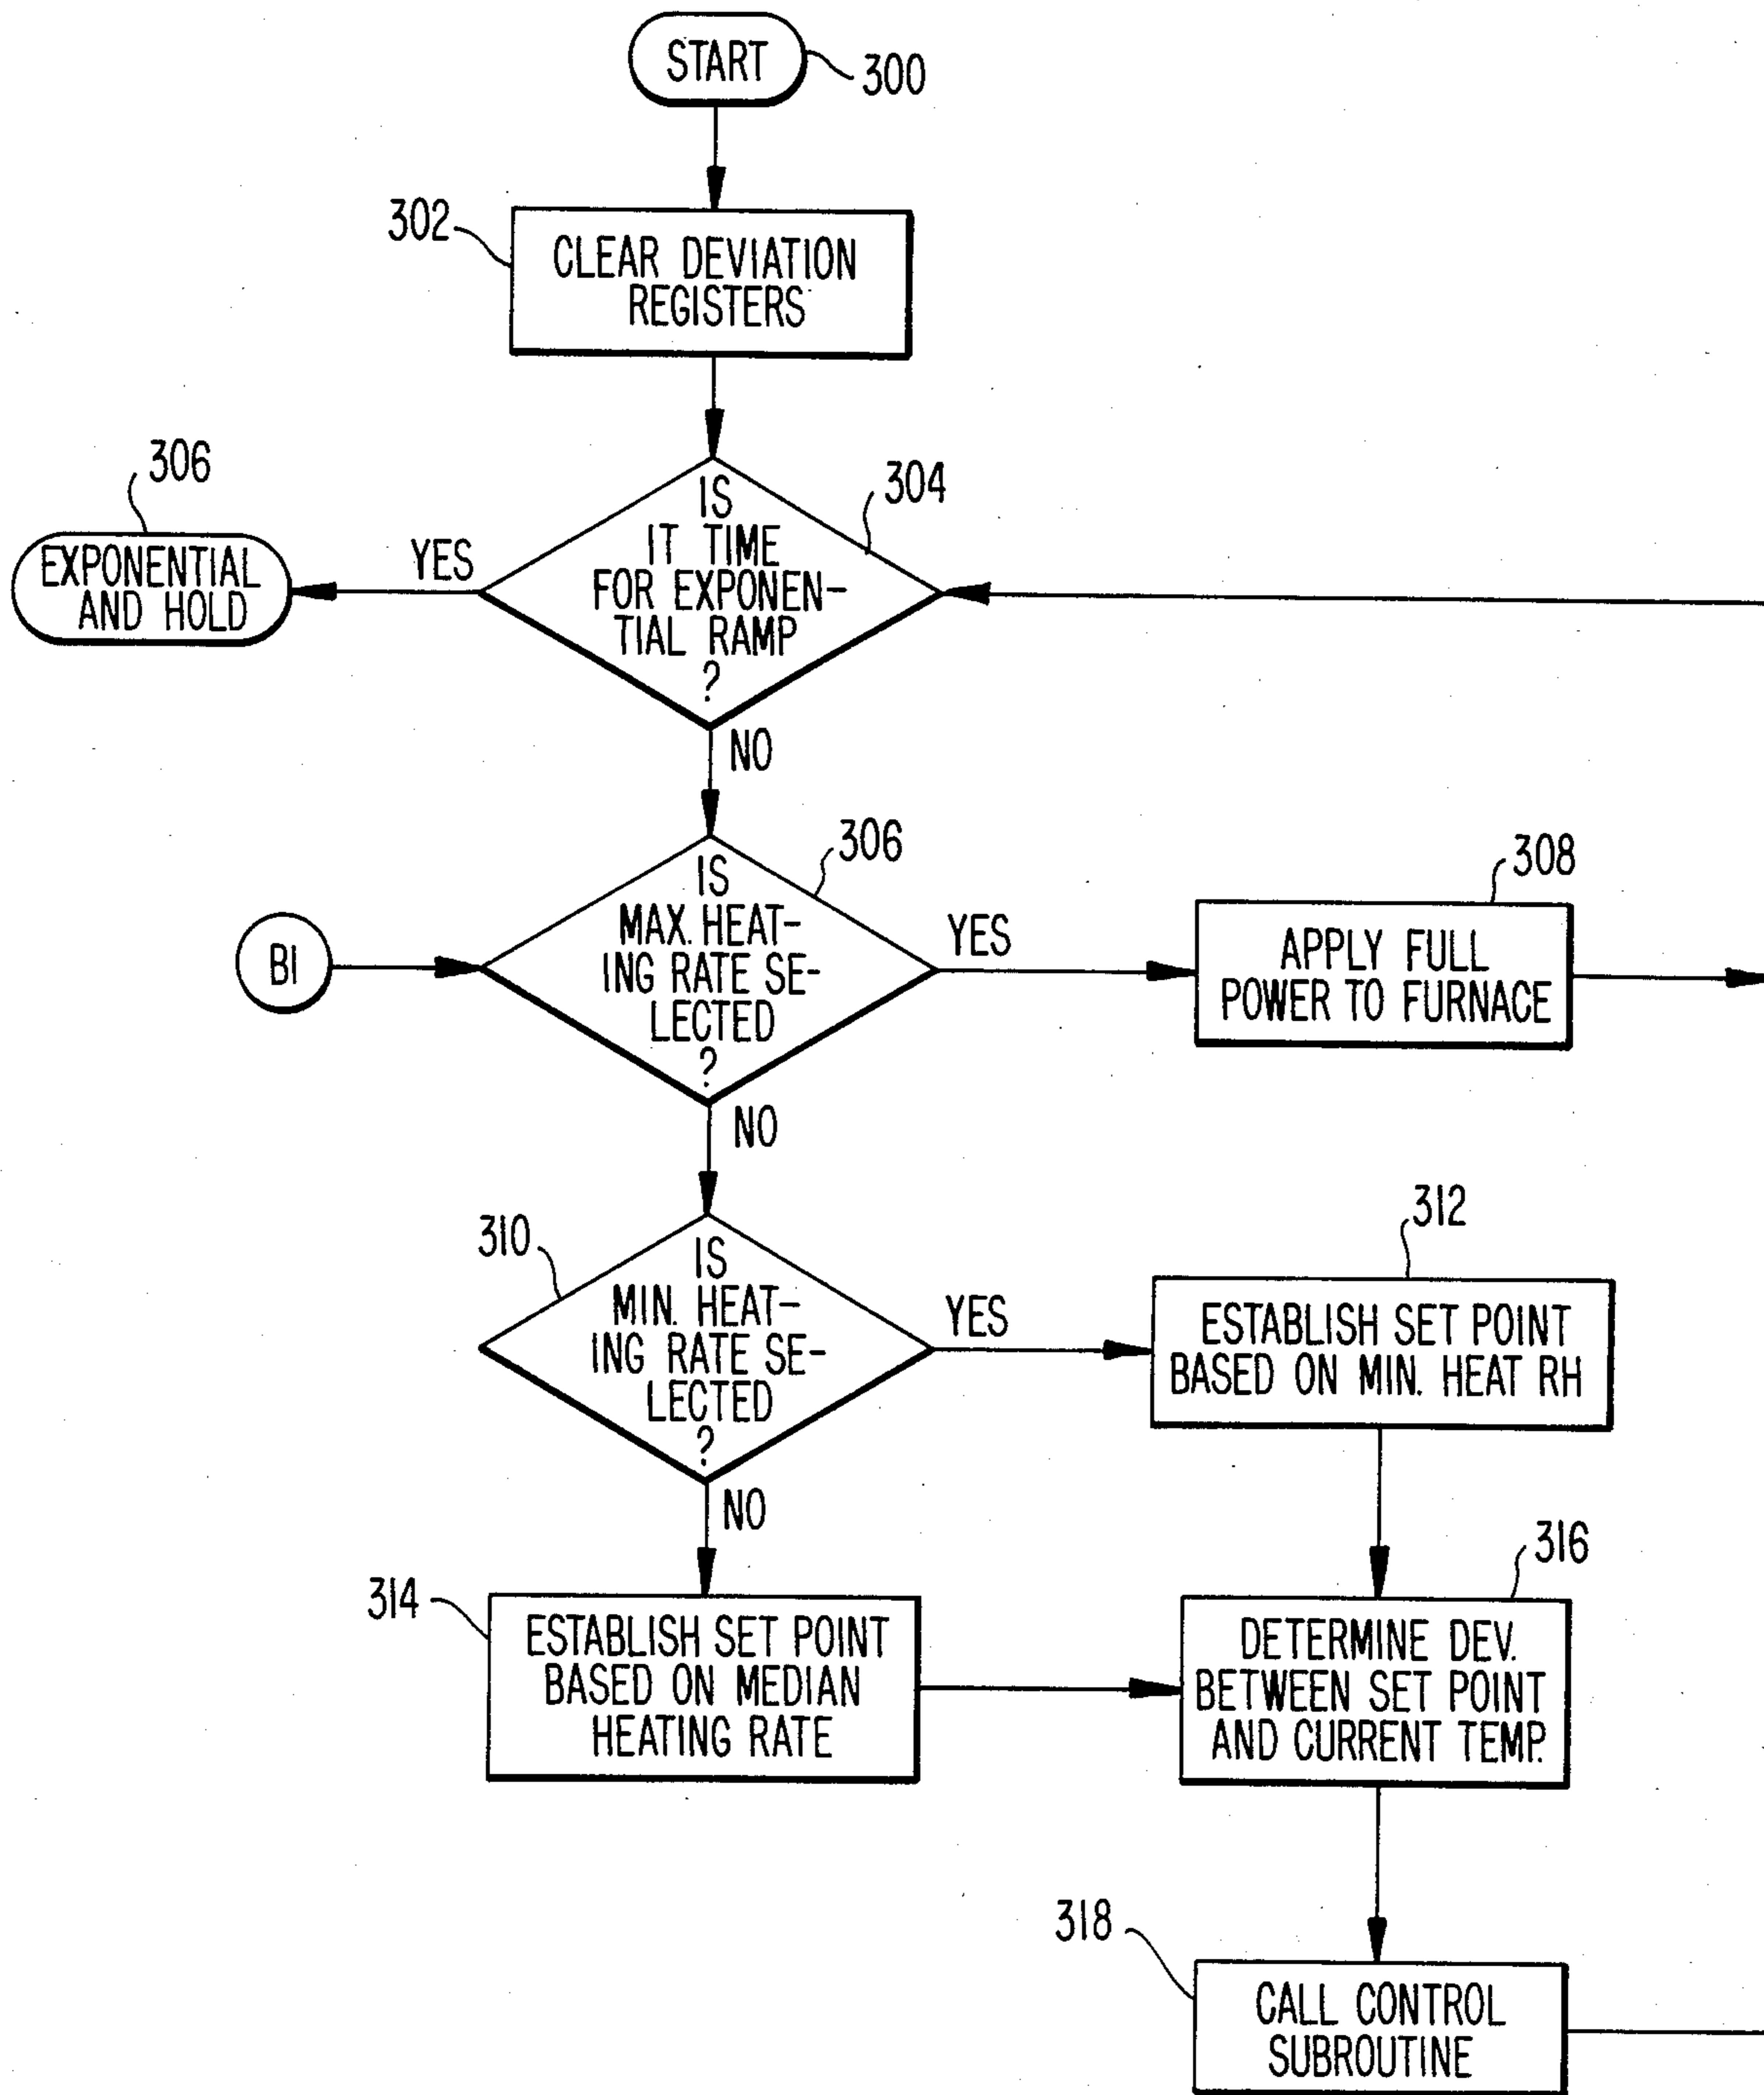 START
300
302
CLEAR DEVIATION
REGISTERS
306
304
IS
IT TIME
FOR EXPONEN-
TIAL RAMP
?
YES
EXPONENTIAL
AND HOLD
NO
306
308
IS
MAX. HEAT-
ING RATE SE-
LECTED
?
YES
APPLY FULL
POWER TO FURNACE
B1
NO
310
312
IS
MIN. HEAT-
ING RATE SE-
LECTED
?
YES
ESTABLISH SET POINT
BASED ON MIN. HEAT RH
NO
314
316
ESTABLISH SET POINT
BASED ON MEDIAN
HEATING RATE
DETERMINE DEV.
BETWEEN SET POINT
AND CURRENT TEMP.
318
CALL CONTROL
SUBROUTINE